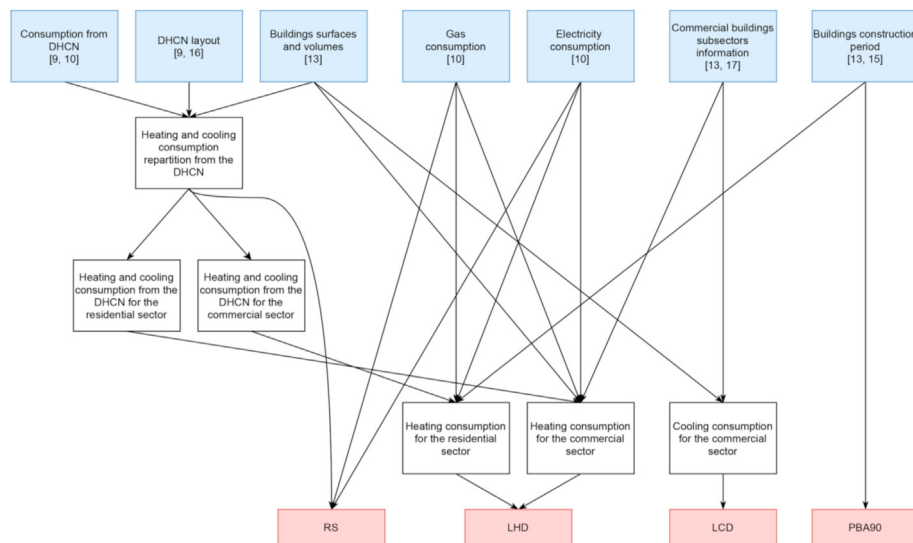 Consumption from
DHCN
[9, 10]
DHCN layout
[9, 16]
Buildings surfaces
and volumes
[13]
Gas
consumption
[10]
Electricity
consumption
[10]
Commercial buildings
subsectors
information
[13, 17]
Buildings construction
period
[13, 15]
Heating and cooling
consumption
repartition from the
DHCN
Heating and cooling
consumption from the
DHCN for the
residential sector
Heating and cooling
consumption from the
DHCN for the
commercial sector
Heating consumption
for the residential
sector
Heating consumption
for the commercial
sector
Cooling consumption
for the commercial
sector
RS
LHD
LCD
PBA90